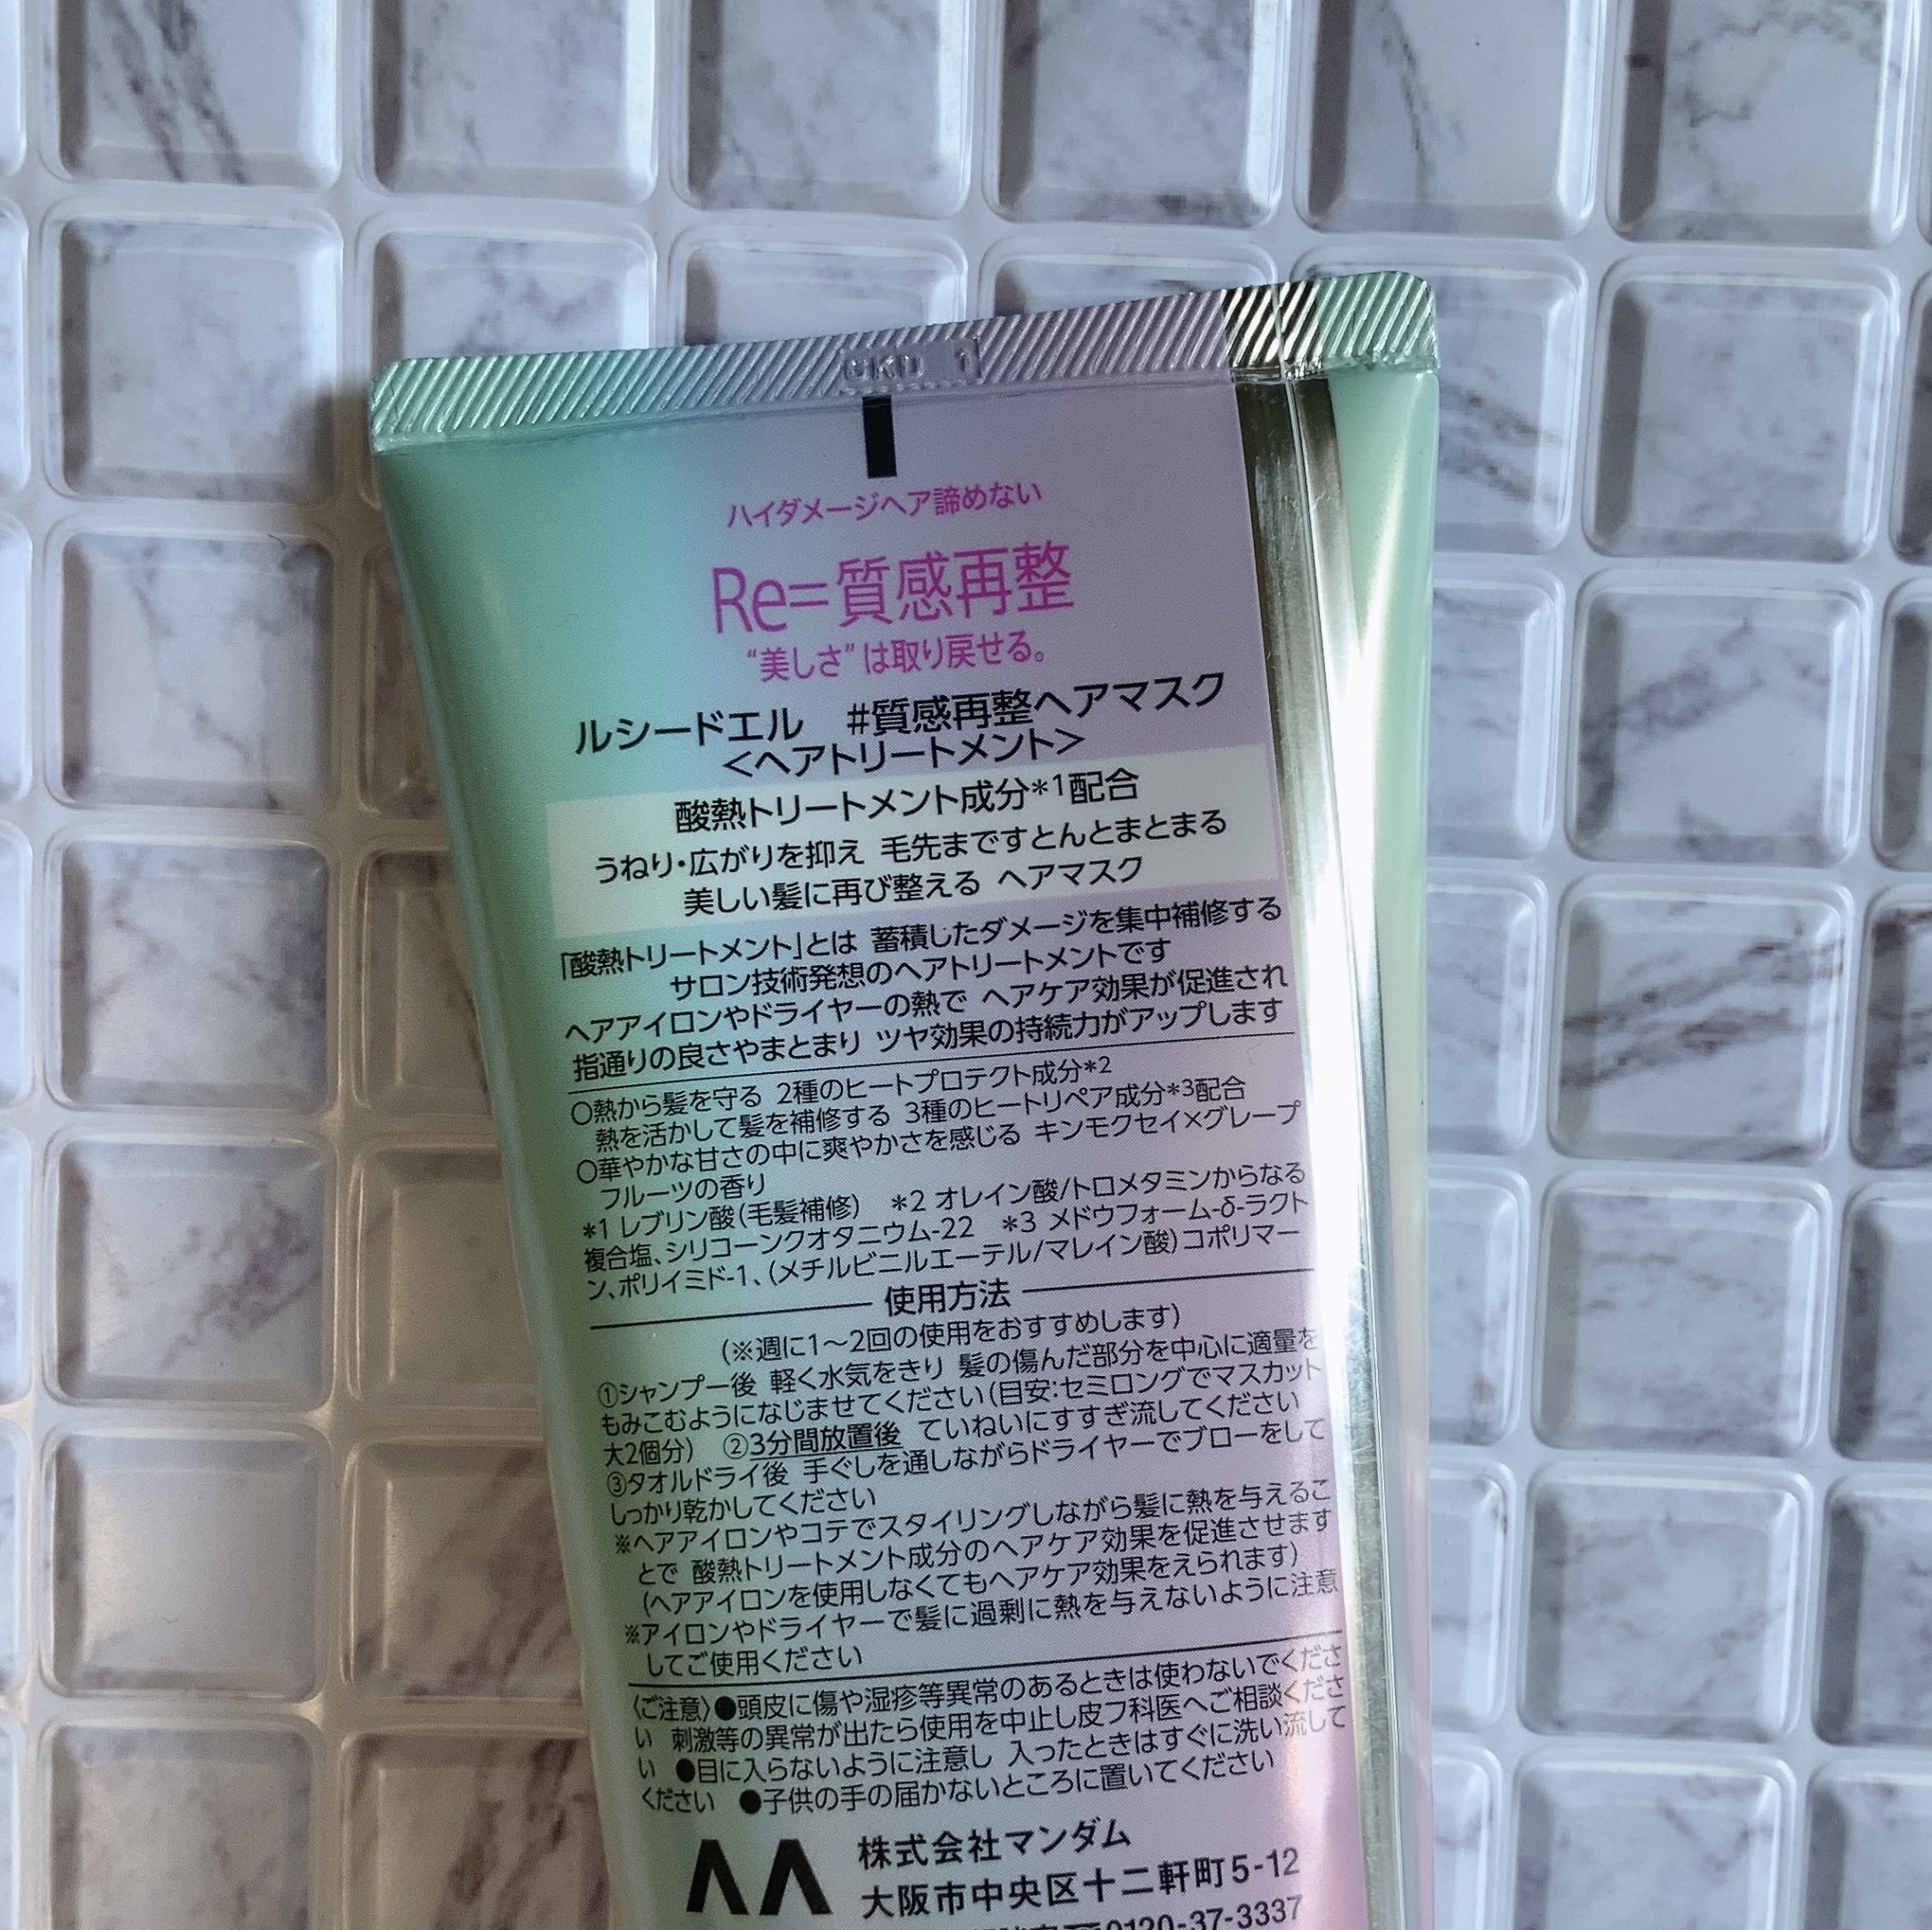 ハイダメージヘア諦めない
Re=質感再整
“美しさ”は取り戻せる。
ルシードエル #質感再整ヘアマスク
<ヘアトリートメント>
酸熱トリートメント成分*1配合
うねり・広がりを抑え 毛先まですとんとまとまる
美しい髪に再び整える ヘアマスク
「酸熱トリートメント」とは 蓄積したダメージを集中補修する
サロン技術発想のヘアトリートメントです
ヘアアイロンやドライヤーの熱で ヘアケア効果が促進され
指通りの良さやまとまり ツヤ効果の持続力がアップします
○熱から髪を守る 2種のヒートプロテクト成分*2
熱を活かして髪を補修する 3種のヒートリペア成分*3配合
○華やかな甘さの中に爽やかさを感じる キンモクセイ×グレープ
フルーツの香り
*1 レブリン酸(毛髪補修) *2 オレイン酸/トロメタミンからなる
複合塩、シリコーンクオタニウム-22 *3 メドウフォーム-δ-ラクト
ン、ポリイミド-1、(メチルビニルエーテル/マレイン酸)コポリマー
使用方法
(※週に1～2回の使用をおすすめします)
①シャンプー後 軽く水気をきり 髪の傷んだ部分を中心に適量を
もみこむようになじませてください(目安:セミロングでマスカット
大2個分) ②3分間放置後 ていねいにすすぎ流してください
③タオルドライ後 手ぐしを通しながらドライヤーでブローをして
しっかり乾かしてください
※ヘアアイロンやコテでスタイリングしながら髪に熱を与えるこ
とで 酸熱トリートメント成分のヘアケア効果を促進させます
(ヘアアイロンを使用しなくてもヘアケア効果をえられます)
※アイロンやドライヤーで髪に過剰に熱を与えないように注意
してご使用ください
〈ご注意〉●頭皮に傷や湿疹等異常のあるときは使わないでくださ
い 刺激等の異常が出たら使用を中止し皮フ科医へご相談くださ
い ●目に入らないように注意し 入ったときはすぐに洗い流して
ください ●子供の手の届かないところに置いてください
株式会社マンダム
大阪市中央区十二軒町5-12
0120-37-3337